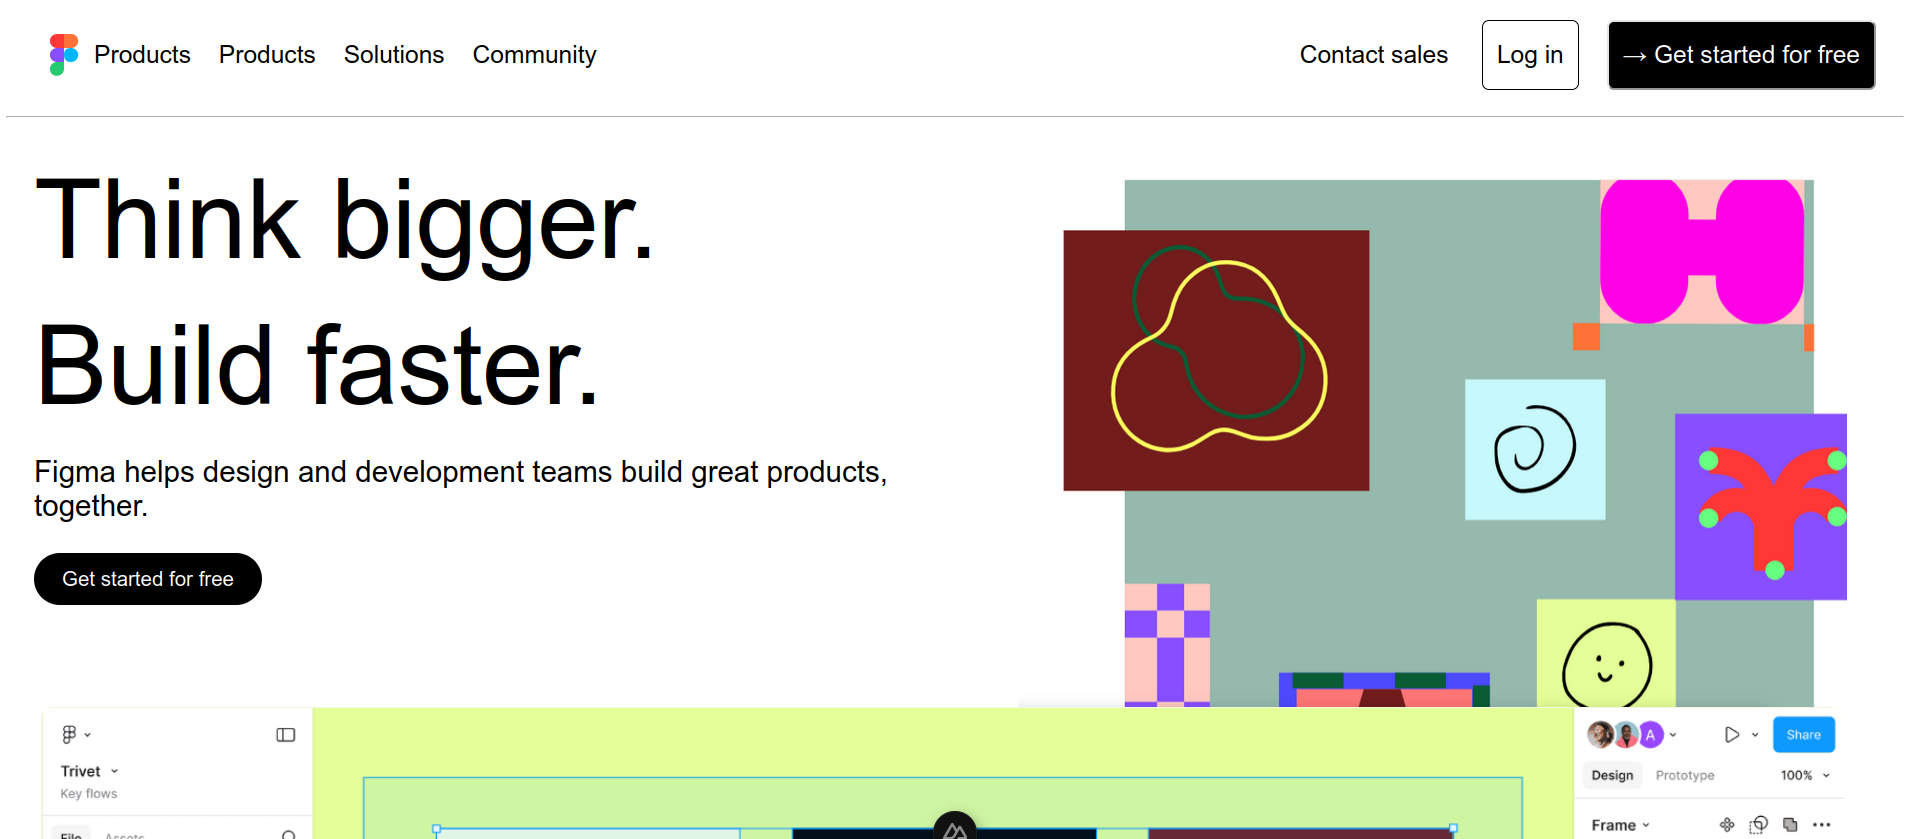 Products Products Solutions Community Contact sales Log in → Get started for free
Think bigger.
Build faster.
Figma helps design and development teams build great products,
together.
Get started for free
A Share
Trivet
Key flows
Design Prototype 100%
File Assets
Frame